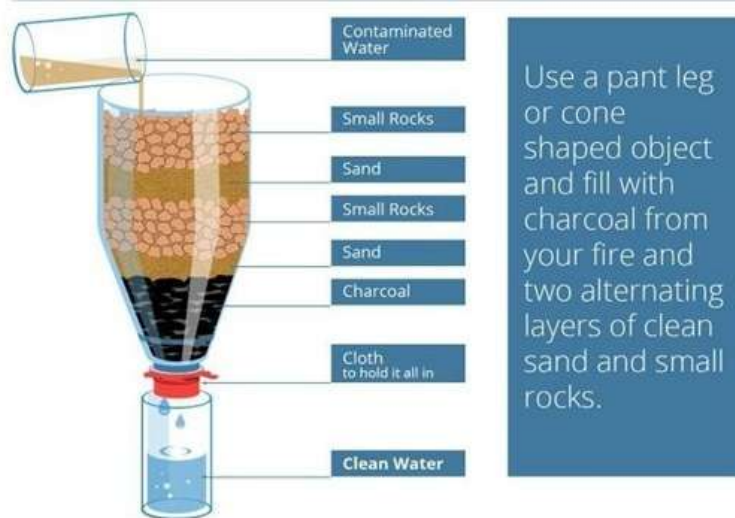 Contaminated
Water
Small Rocks
Sand
Small Rocks
Sand
Charcoal
Cloth
to hold it all in
Clean Water
Use a pant leg
or cone
shaped object
and fill with
charcoal from
your fire and
two alternating
layers of clean
sand and small
rocks.